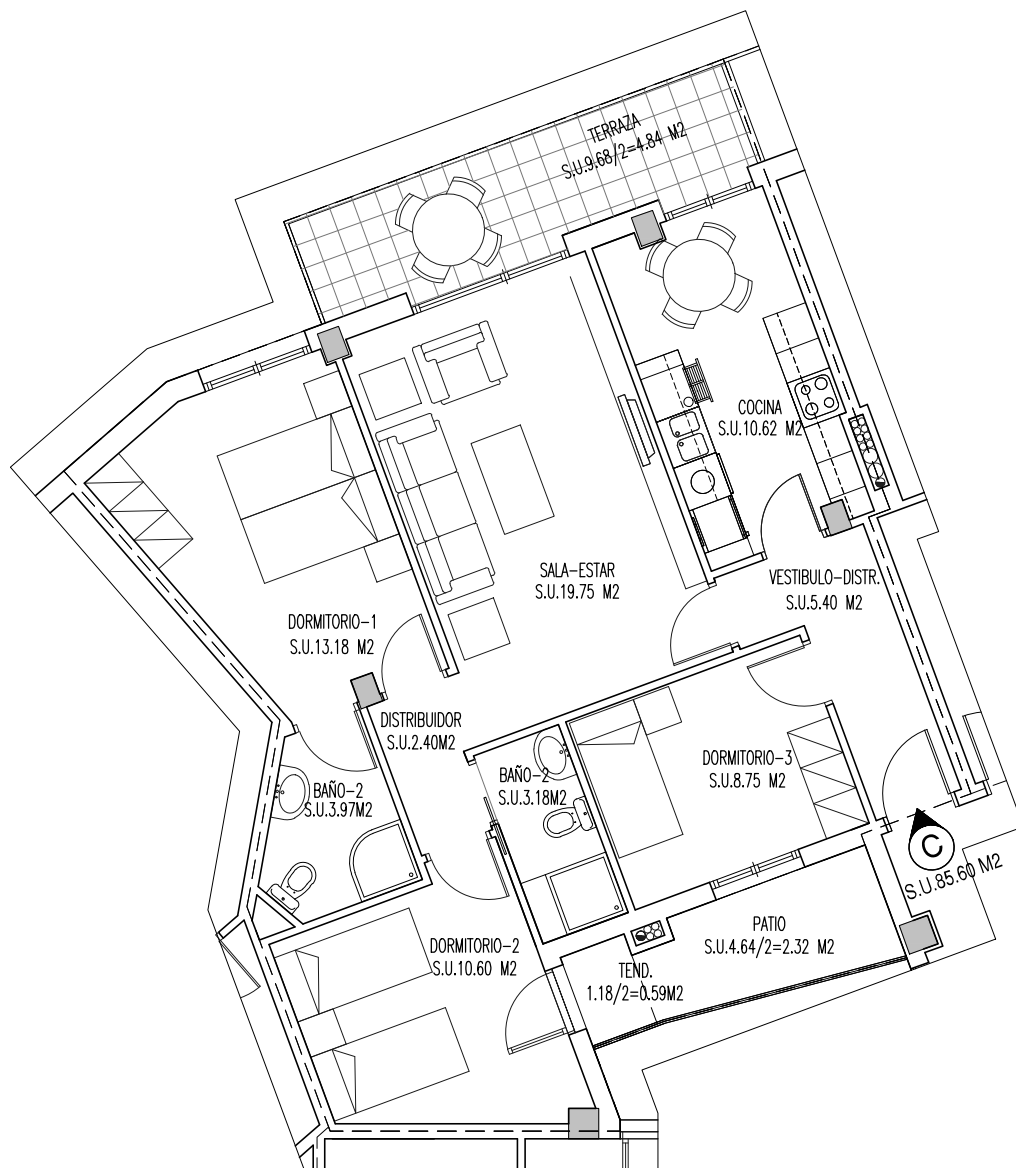 TERRAZA
S.U.9.68/2=4.84 M2
COCINA
S.U.10.62 M2
SALA-ESTAR
S.U.19.75 M2
VESTIBULO-DISTR.
S.U.5.40 M2
DORMITORIO-1
S.U.13.18 M2
DISTRIBUIDOR
S.U.2.40M2
BAÑO-2
S.U.3.97M2
BAÑO-2
S.U.3.18M2
DORMITORIO-3
S.U.8.75 M2
C
S.U.85.60 M2
DORMITORIO-2
S.U.10.60 M2
PATIO
S.U.4.64/2=2.32 M2
TEND.
1.18/2=0.59M2